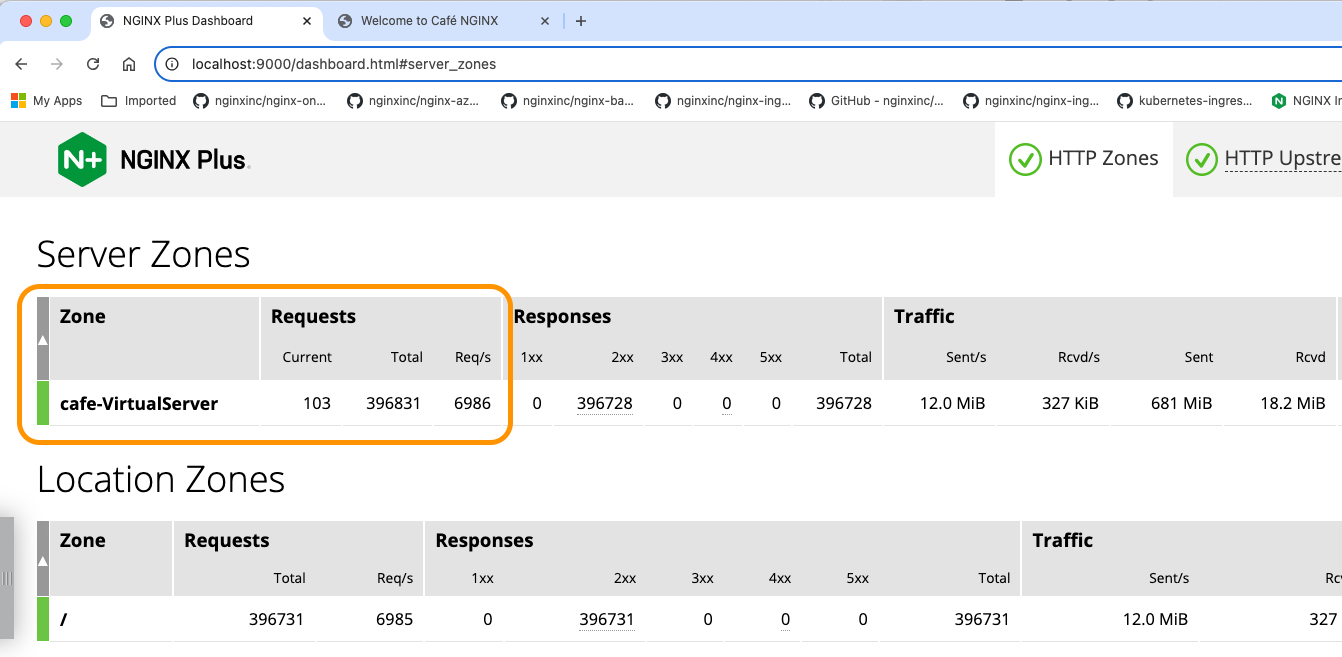 NGINX Plus Dashboard
Welcome to Café NGINX
localhost:9000/dashboard.html#server_zones
My Apps Imported nginxinc/nginx-on... nginxinc/nginx-az... nginxinc/nginx-ba... nginxinc/nginx-ing... GitHub - nginxinc/... nginxinc/nginx-ing... kubernetes-ingres... NGINX
N+ NGINX Plus HTTP Zones HTTP Upstre
Server Zones
Zone Requests Responses Traffic
Current Total Req/s 1xx 2xx 3xx 4xx 5xx Total Sent/s Rcvd/s Sent Rcvd
cafe-VirtualServer 103 396831 6986 0 396728 0 0 0 396728 12.0 MiB 327 KiB 681 MiB 18.2 MiB
Location Zones
Zone Requests Responses Traffic
Total Req/s 1xx 2xx 3xx 4xx 5xx Total Sent/s
/ 396731 6985 0 396731 0 0 0 396731 12.0 MiB 327